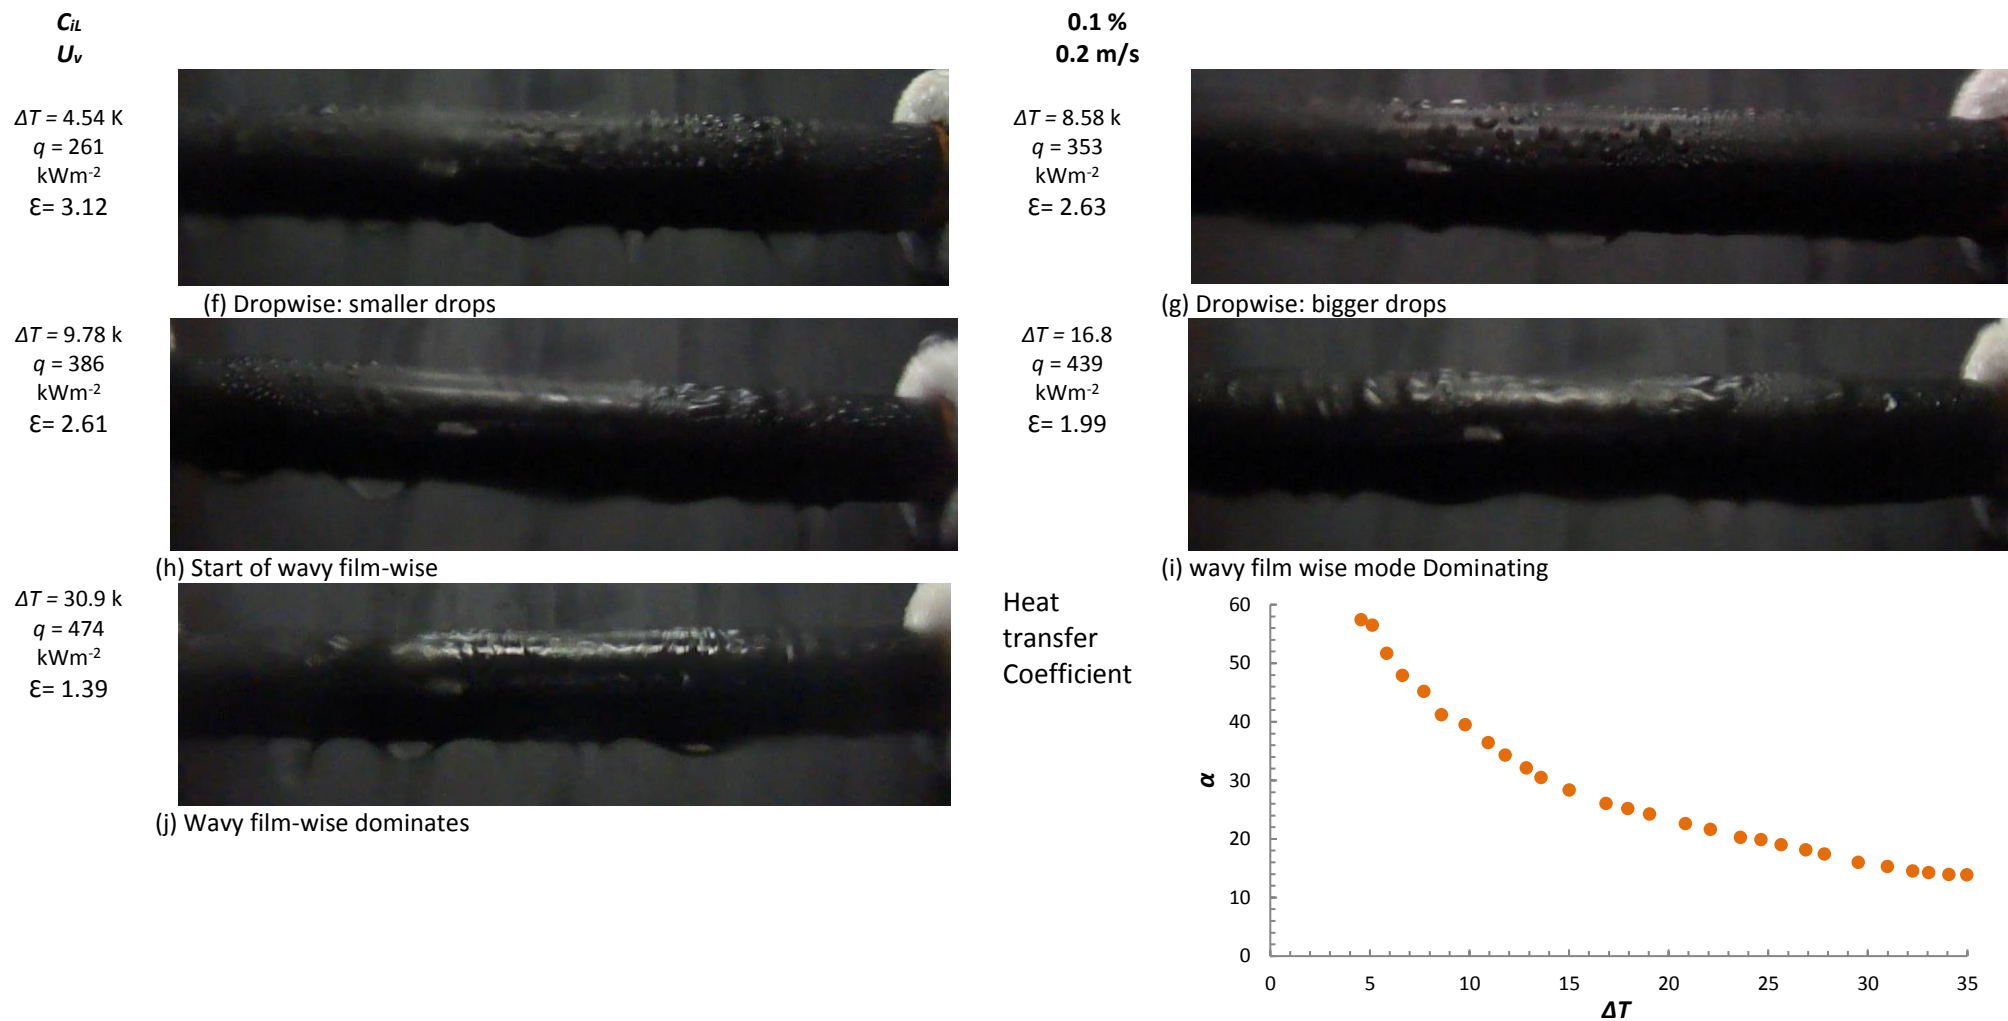 CiL
0.1 %
Uv
0.2 m/s
ΔT = 4.54 K
q = 261
kWm-2
Ɛ= 3.12
ΔT = 8.58 k
q = 353
kWm-2
Ɛ= 2.63
(f) Dropwise: smaller drops
(g) Dropwise: bigger drops
ΔT = 9.78 k
q = 386
kWm-2
Ɛ= 2.61
ΔT = 16.8
q = 439
kWm-2
Ɛ= 1.99
(h) Start of wavy film-wise
(i) wavy film wise mode Dominating
ΔT = 30.9 k
q = 474
kWm-2
Ɛ= 1.39
(j) Wavy film-wise dominates
Heat
transfer
Coefficient
60
50
40
30
20
10
0
α
0 5 10 15 20 25 30 35
ΔT